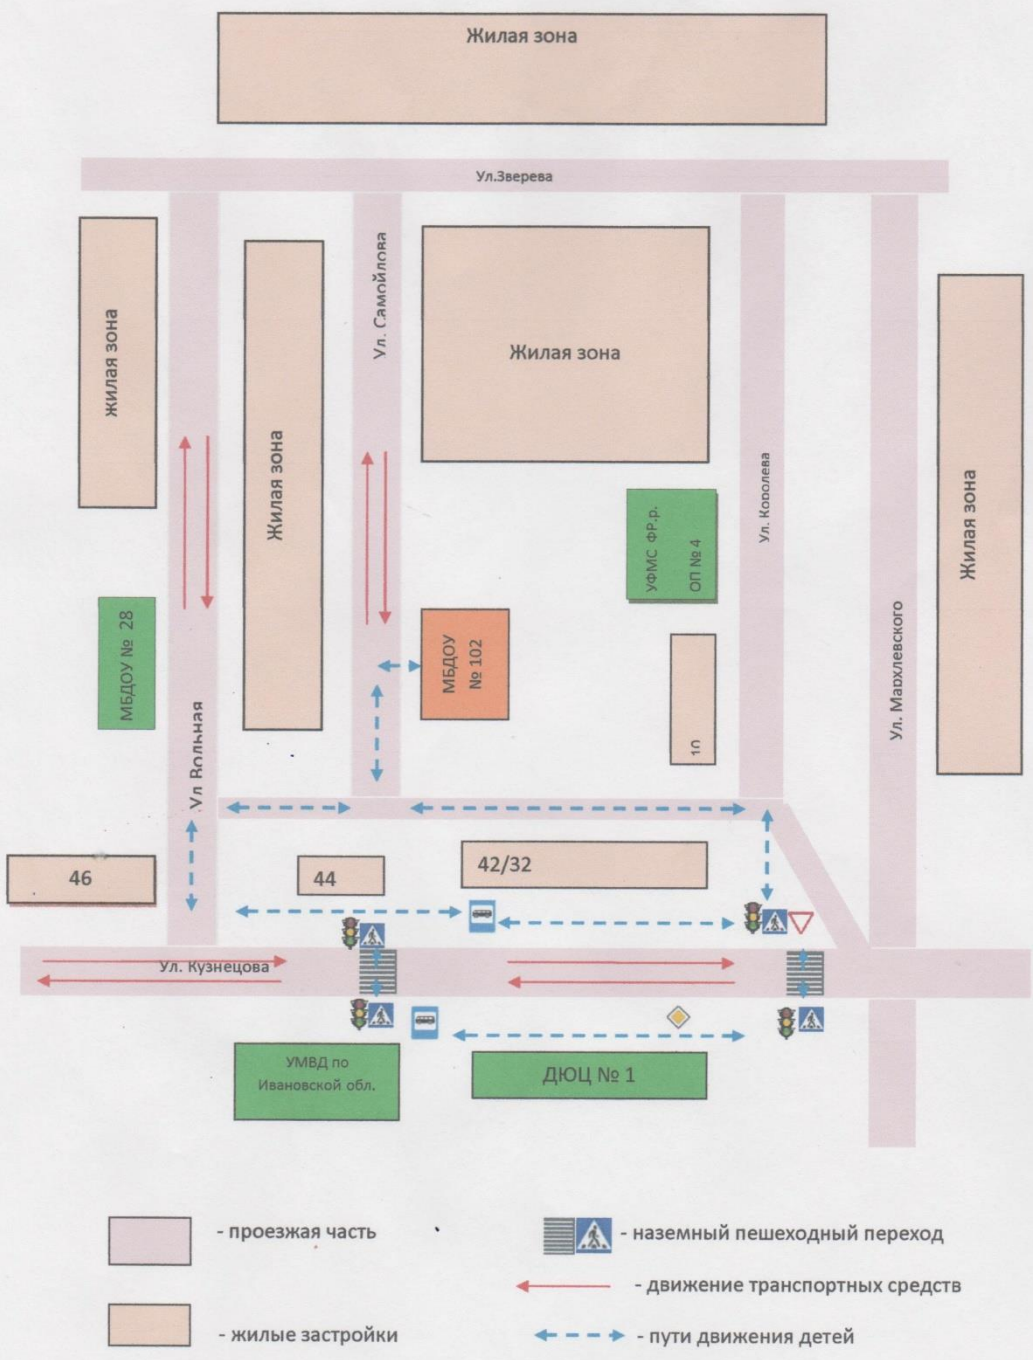 Жилая зона
Ул.Зверева
жилая зона
Жилая зона
Ул. Самойлова
Жилая зона
Ул. Королева
Жилая зона
УФМС ФР.р.
ОП № 4
МБДОУ № 28
МБДОУ
№ 102
10
Ул. Мархлевского
Ул Вольная
46
44
42/32
Ул. Кузнецова
УМВД по
Ивановской обл.
ДЮЦ № 1
- проезжая часть
- наземный пешеходный переход
- движение транспортных средств
- жилые застройки
- пути движения детей